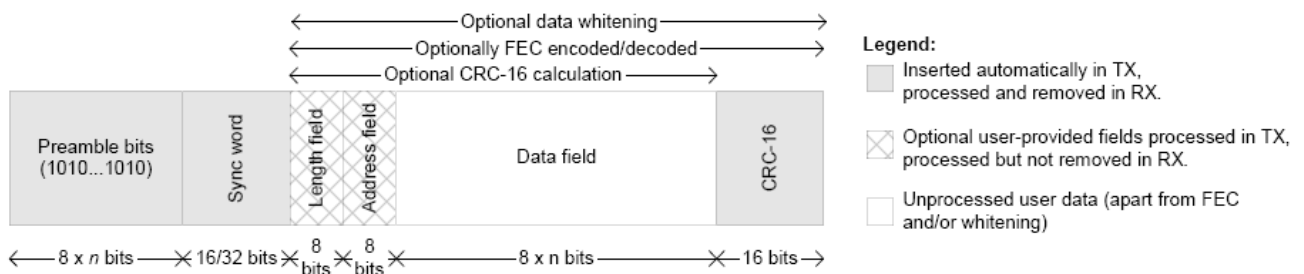 Optional data whitening
Optionally FEC encoded/decoded
Optional CRC-16 calculation
Preamble bits
(1010...1010)
Sync word
Length field
Address field
Data field
CRC-16
8 x n bits
16/32 bits
8
bits
8
bits
8 x n bits
16 bits
Legend:
Inserted automatically in TX,
processed and removed in RX.
Optional user-provided fields processed in TX,
processed but not removed in RX.
Unprocessed user data (apart from FEC
and/or whitening)